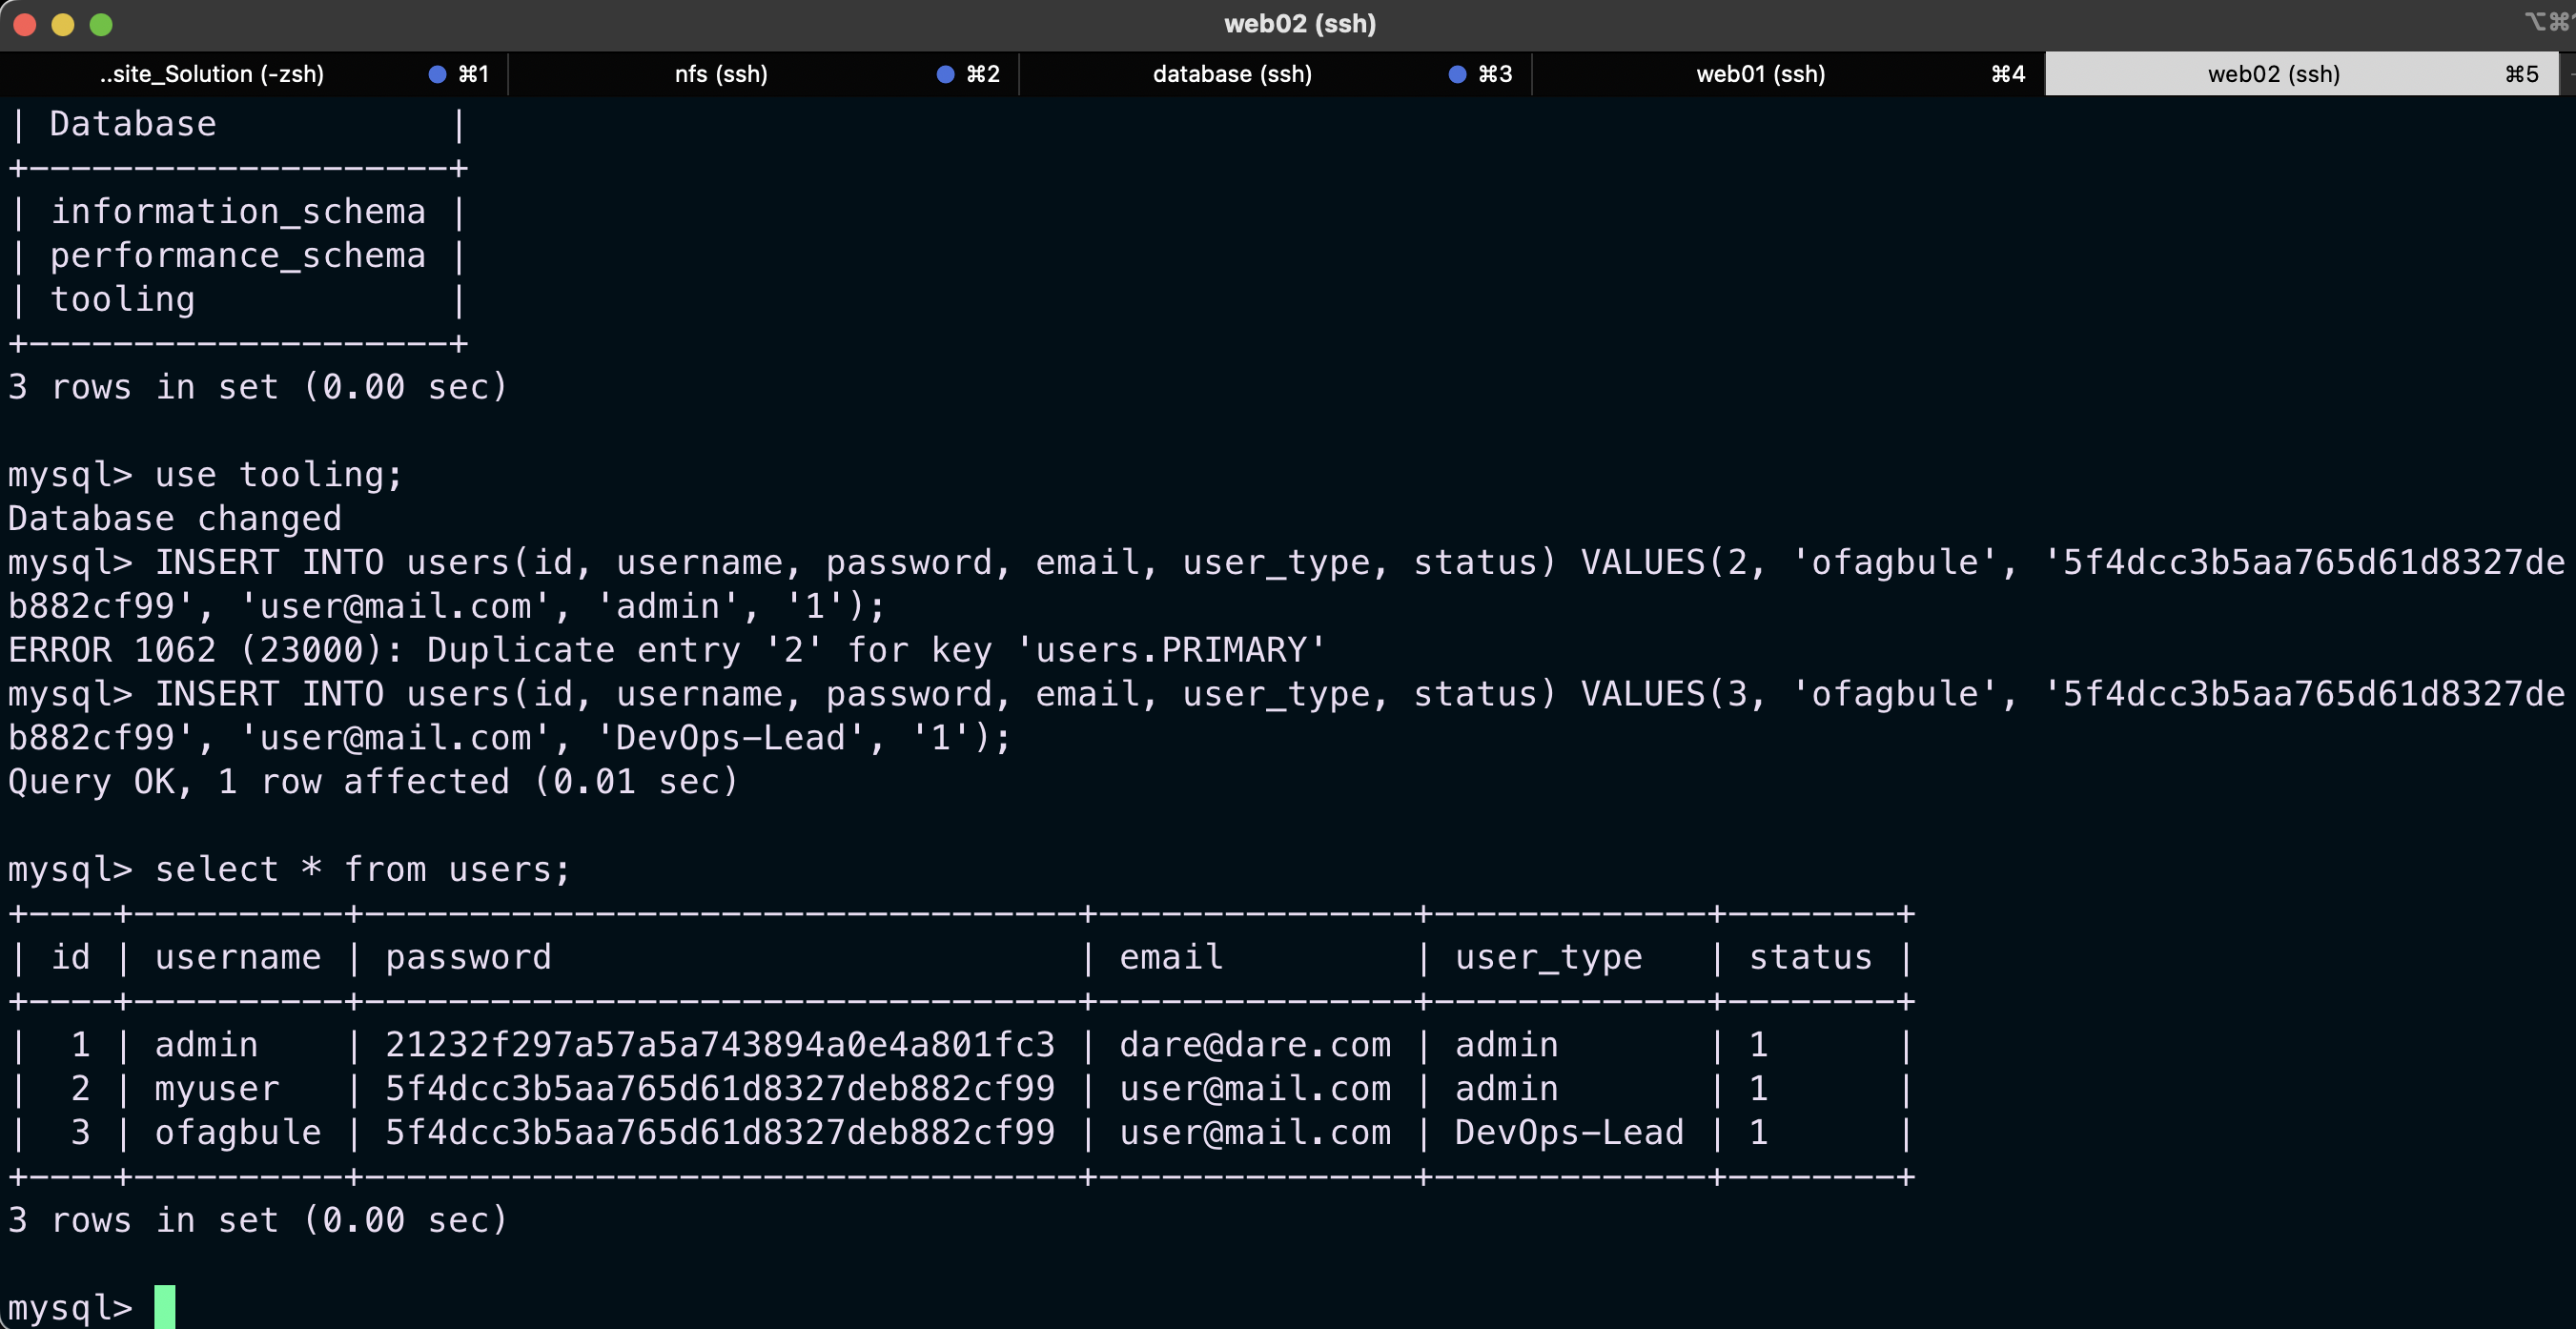 web02 (ssh)
..site_Solution (-zsh) ⌘1 nfs (ssh) ⌘2 database (ssh) ⌘3 web01 (ssh) ⌘4 web02 (ssh) ⌘5
| Database           |
+--------------------+
| information_schema |
| performance_schema |
| tooling            |
+--------------------+
3 rows in set (0.00 sec)
mysql> use tooling;
Database changed
mysql> INSERT INTO users(id, username, password, email, user_type, status) VALUES(2, 'ofagbule', '5f4dcc3b5aa765d61d8327de
b882cf99', 'user@mail.com', 'admin', '1');
ERROR 1062 (23000): Duplicate entry '2' for key 'users.PRIMARY'
mysql> INSERT INTO users(id, username, password, email, user_type, status) VALUES(3, 'ofagbule', '5f4dcc3b5aa765d61d8327de
b882cf99', 'user@mail.com', 'DevOps-Lead', '1');
Query OK, 1 row affected (0.01 sec)
mysql> select * from users;
+----+----------+----------------------------------+---------------+-------------+--------+
| id | username | password                         | email         | user_type   | status |
+----+----------+----------------------------------+---------------+-------------+--------+
|  1 | admin    | 21232f297a57a5a743894a0e4a801fc3 | dare@dare.com | admin       | 1      |
|  2 | myuser   | 5f4dcc3b5aa765d61d8327deb882cf99 | user@mail.com | admin       | 1      |
|  3 | ofagbule | 5f4dcc3b5aa765d61d8327deb882cf99 | user@mail.com | DevOps-Lead | 1      |
+----+----------+----------------------------------+---------------+-------------+--------+
3 rows in set (0.00 sec)
mysql>